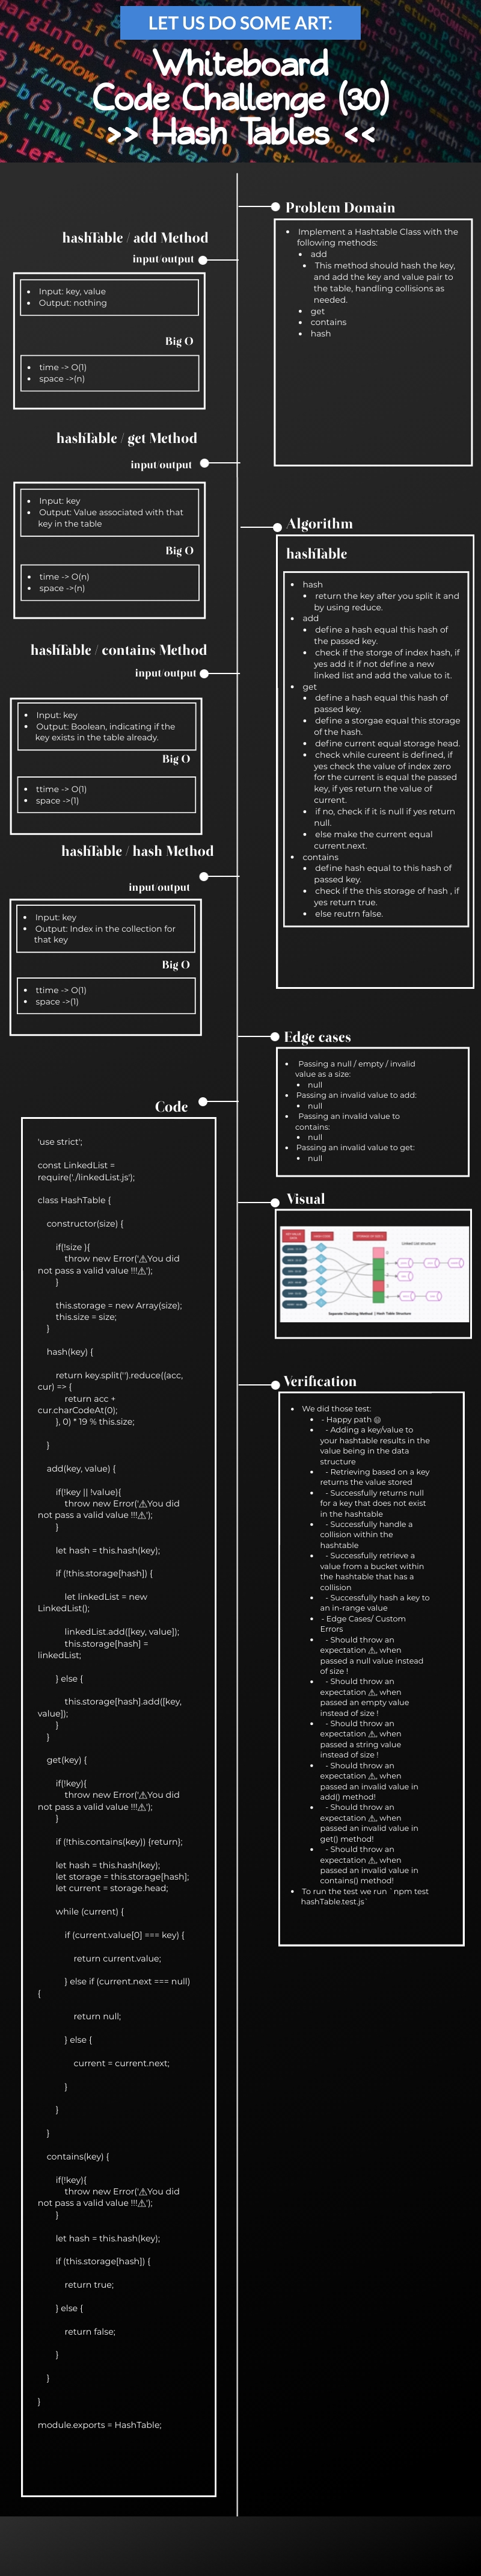 LET US DO SOME ART:
Whiteboard
Code Challenge (30)
>> Hash Tables <<
hashTable / add Method
input/output
• Input: key, value
• Output: nothing
Big O
• time -> O(1)
• space ->(n)
hashTable / get Method
input/output
• Input: key
• Output: Value associated with that
key in the table
Big O
• time -> O(n)
• space ->(n)
hashTable / contains Method
input/output
• Input: key
• Output: Boolean, indicating if the
key exists in the table already.
Big O
• ttime -> O(1)
• space ->(1)
hashTable / hash Method
input/output
• Input: key
• Output: Index in the collection for
that key
Big O
• ttime -> O(1)
• space ->(1)
Code
'use strict';
const LinkedList =
require('./linkedList.js');
class HashTable {
constructor(size) {
if(!size ){
throw new Error('⚠You did
not pass a valid value !!!⚠');
}
this.storage = new Array(size);
this.size = size;
}
hash(key) {
return key.split('').reduce((acc,
cur) => {
return acc +
cur.charCodeAt(0);
}, 0) * 19 % this.size;
}
add(key, value) {
if(!key || !value){
throw new Error('⚠You did
not pass a valid value !!!⚠');
}
let hash = this.hash(key);
if (!this.storage[hash]) {
let linkedList = new
LinkedList();
linkedList.add([key, value]);
this.storage[hash] =
linkedList;
} else {
this.storage[hash].add([key,
value]);
}
}
get(key) {
if(!key){
throw new Error('⚠You did
not pass a valid value !!!⚠');
}
if (!this.contains(key)) {return};
let hash = this.hash(key);
let storage = this.storage[hash];
let current = storage.head;
while (current) {
if (current.value[0] === key) {
return current.value;
} else if (current.next === null)
{
return null;
} else {
current = current.next;
}
}
}
contains(key) {
if(!key){
throw new Error('⚠You did
not pass a valid value !!!⚠');
}
let hash = this.hash(key);
if (this.storage[hash]) {
return true;
} else {
return false;
}
}
}
module.exports = HashTable;
Problem Domain
• Implement a Hashtable Class with the
following methods:
• add
• This method should hash the key,
and add the key and value pair to
the table, handling collisions as
needed.
• get
• contains
• hash
Algorithm
hashTable
• hash
• return the key after you split it and
by using reduce.
• add
• define a hash equal this hash of
the passed key.
• check if the storge of index hash, if
yes add it if not define a new
linked list and add the value to it.
• get
• define a hash equal this hash of
passed key.
• define a storgae equal this storage
of the hash.
• define current equal storage head.
• check while cureent is defined, if
yes check the value of index zero
for the current is equal the passed
key, if yes return the value of
current.
• if no, check if it is null if yes return
null.
• else make the current equal
current.next.
• contains
• define hash equal to this hash of
passed key.
• check if the this storage of hash , if
yes return true.
• else reutrn false.
Edge cases
• Passing a null / empty / invalid
value as a size:
• null
• Passing an invalid value to add:
• null
• Passing an invalid value to
contains:
• null
• Passing an invalid value to get:
• null
Visual
Linked List Structure
Separate Chaining Method | Hash Table Structure
Verification
• We did those test:
• - Happy path
• - Adding a key/value to
your hashtable results in the
value being in the data
structure
• - Retrieving based on a key
returns the value stored
• - Successfully returns null
for a key that does not exist
in the hashtable
• - Successfully handle a
collision within the
hashtable
• - Successfully retrieve a
value from a bucket within
the hashtable that has a
collision
• - Successfully hash a key to
an in-range value
• - Edge Cases/ Custom
Errors
• - Should throw an
expectation ⚠, when
passed a null value instead
of size !
• - Should throw an
expectation ⚠, when
passed an empty value
instead of size !
• - Should throw an
expectation ⚠, when
passed a string value
instead of size !
• - Should throw an
expectation ⚠, when
passed an invalid value in
add() method!
• - Should throw an
expectation ⚠, when
passed an invalid value in
get() method!
• - Should throw an
expectation ⚠, when
passed an invalid value in
contains() method!
• To run the test we run `npm test
hashTable.test.js`